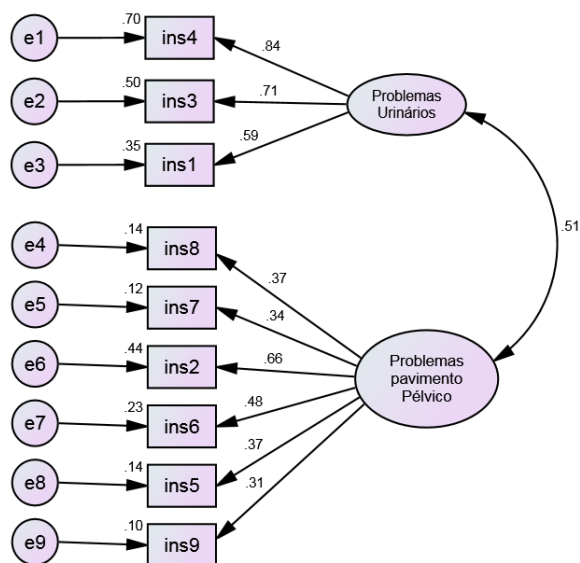 e1 .70 ins4
.84
e2 .50 ins3
.71
Problemas
Urinários
e3 .35 ins1
.59
.51
e4 .14 ins8
.37
e5 .12 ins7
.34
e6 .44 ins2
.66
Problemas
pavimento
Pélvico
e7 .23 ins6
.48
e8 .14 ins5
.37
e9 .10 ins9
.31